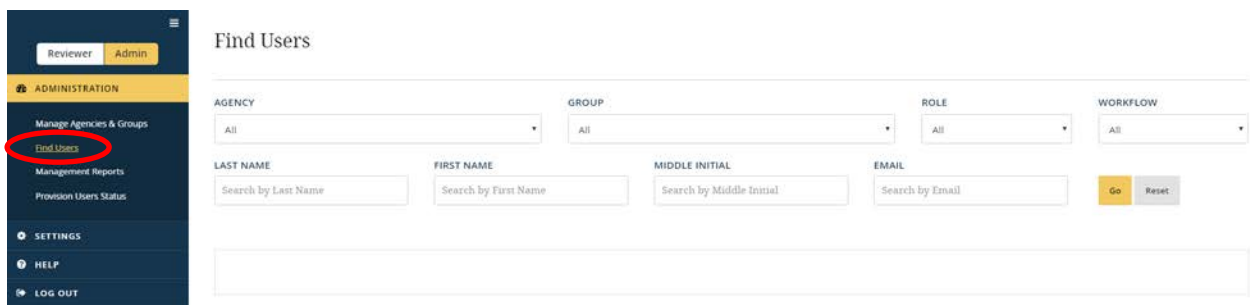 Reviewer Admin
ADMINISTRATION
Manage Agencies & Groups
Find Users
Management Reports
Provision Users Status
SETTINGS
HELP
LOG OUT
Find Users
AGENCY GROUP ROLE WORKFLOW
All All All All
LAST NAME FIRST NAME MIDDLE INITIAL EMAIL
Search by Last Name Search by First Name Search by Middle Initial Search by Email Go Reset